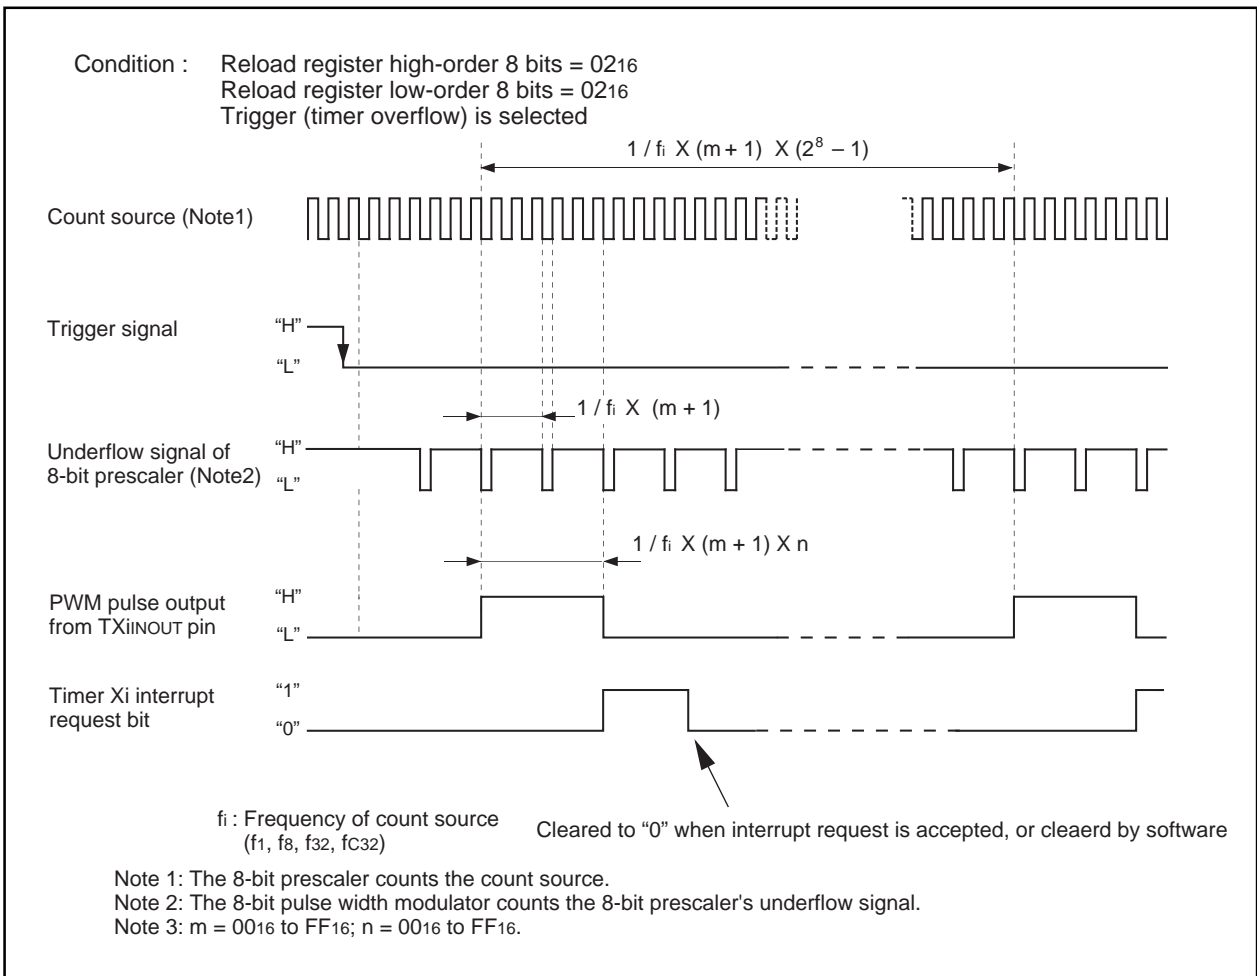 Condition : Reload register high-order 8 bits = 0216
Reload register low-order 8 bits = 0216
Trigger (timer overflow) is selected
1 / fi X (m + 1) X (2^8 – 1)
Count source (Note1)
Trigger signal
“H”
“L”
1 / fi X (m + 1)
Underflow signal of
8-bit prescaler (Note2)
“H”
“L”
1 / fi X (m + 1) X n
PWM pulse output
from TXiINOUT pin
“H”
“L”
Timer Xi interrupt
request bit
“1”
“0”
fi : Frequency of count source
(f1, f8, f32, fC32)
Cleared to “0” when interrupt request is accepted, or cleaerd by software
Note 1: The 8-bit prescaler counts the count source.
Note 2: The 8-bit pulse width modulator counts the 8-bit prescaler's underflow signal.
Note 3: m = 0016 to FF16; n = 0016 to FF16.